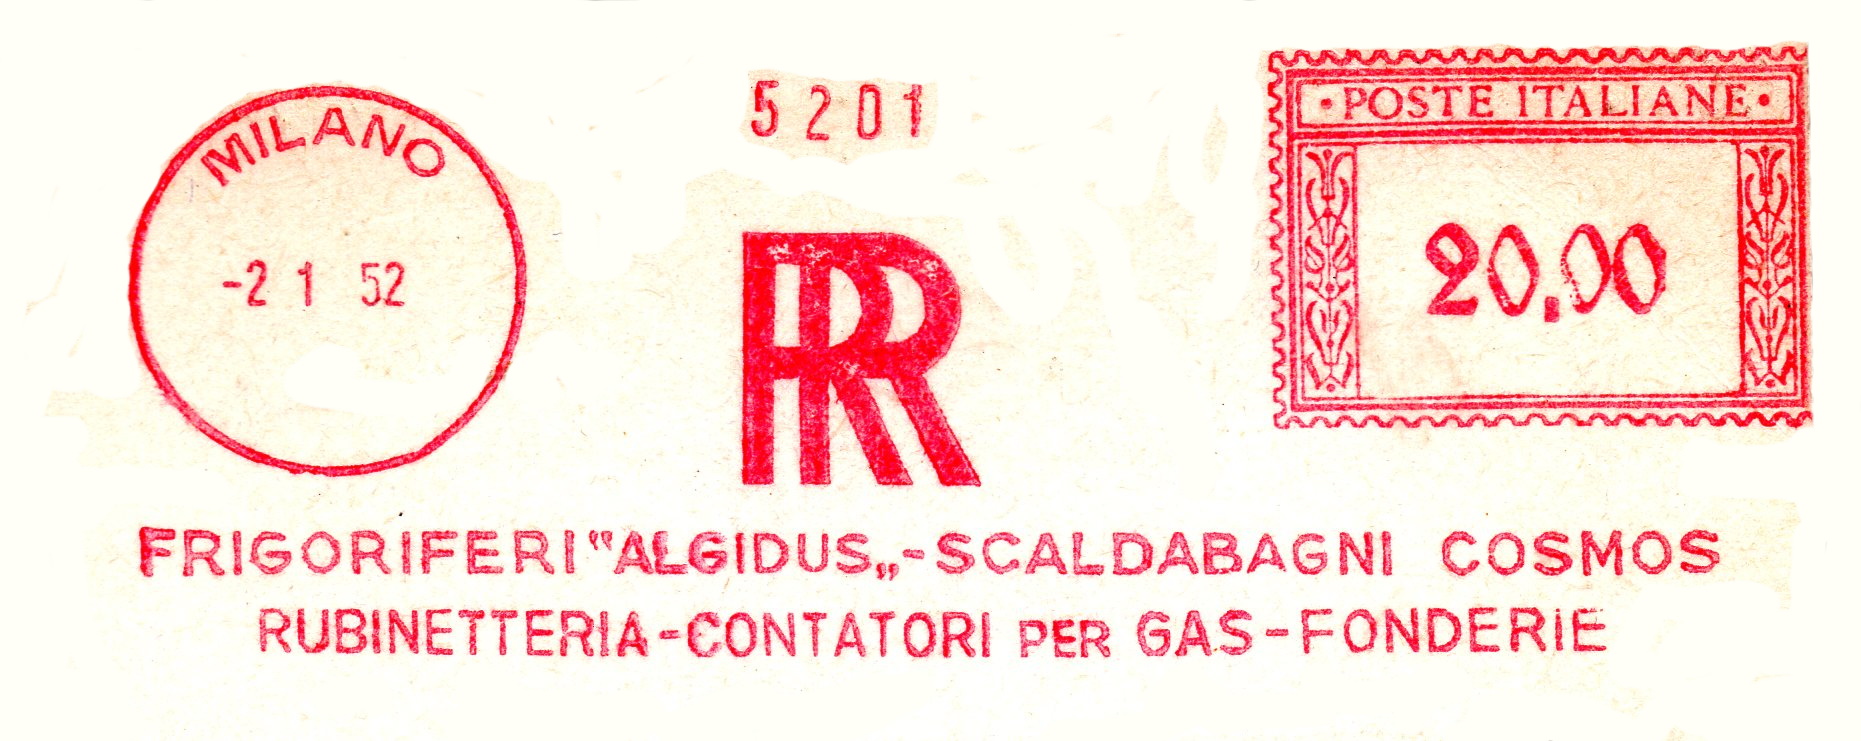 MILANO
-2 1 52
5201
RR
·POSTE ITALIANE·
20,00
FRIGORIFERI “ALGIDUS„-SCALDABAGNI COSMOS
RUBINETTERIA-CONTATORI PER GAS-FONDERIE